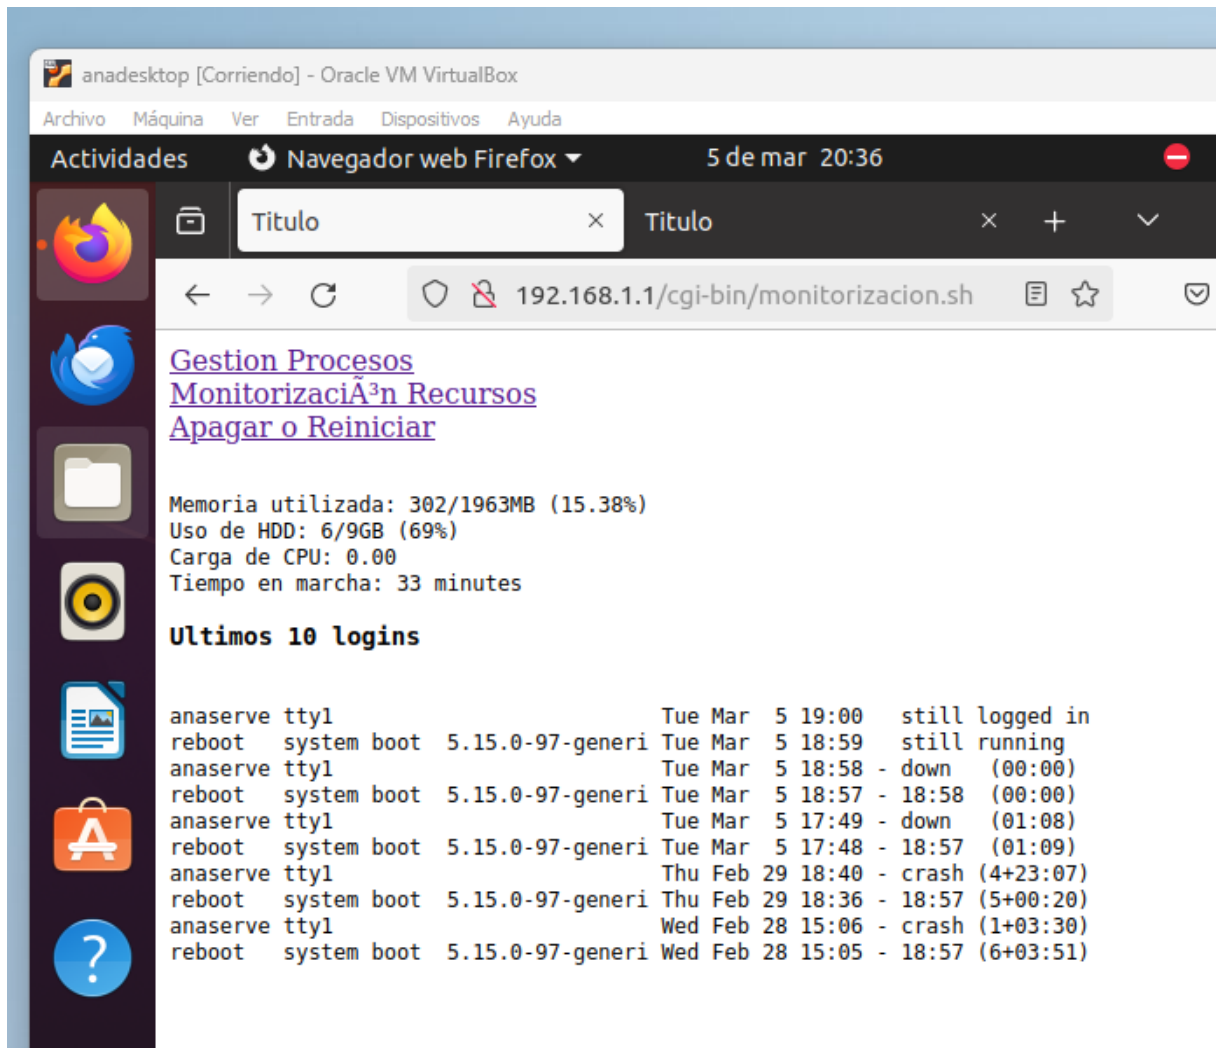 anadesktop [Corriendo] - Oracle VM VirtualBox
Archivo Máquina Ver Entrada Dispositivos Ayuda
Actividades Navegador web Firefox 5 de mar 20:36
Titulo Titulo
192.168.1.1/cgi-bin/monitorizacion.sh
Gestion Procesos
MonitorizaciÃ³n Recursos
Apagar o Reiniciar
Memoria utilizada: 302/1963MB (15.38%)
Uso de HDD: 6/9GB (69%)
Carga de CPU: 0.00
Tiempo en marcha: 33 minutes
Ultimos 10 logins
anaserve tty1                         Tue Mar  5 19:00   still logged in
reboot   system boot  5.15.0-97-generi Tue Mar  5 18:59   still running
anaserve tty1                         Tue Mar  5 18:58 - down   (00:00)
reboot   system boot  5.15.0-97-generi Tue Mar  5 18:57 - 18:58  (00:00)
anaserve tty1                         Tue Mar  5 17:49 - down   (01:08)
reboot   system boot  5.15.0-97-generi Tue Mar  5 17:48 - 18:57  (01:09)
anaserve tty1                         Thu Feb 29 18:40 - crash (4+23:07)
reboot   system boot  5.15.0-97-generi Thu Feb 29 18:36 - 18:57 (5+00:20)
anaserve tty1                         Wed Feb 28 15:06 - crash (1+03:30)
reboot   system boot  5.15.0-97-generi Wed Feb 28 15:05 - 18:57 (6+03:51)